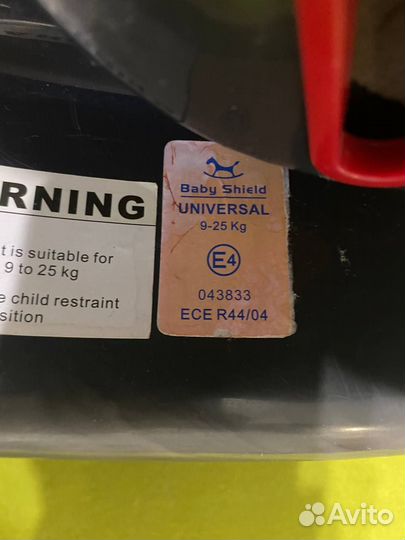 RNING
t is suitable for
9 to 25 kg
e child restraint
sition
Baby Shield
UNIVERSAL
9-25 Kg
E4
043833
ECE R44/04
Avito